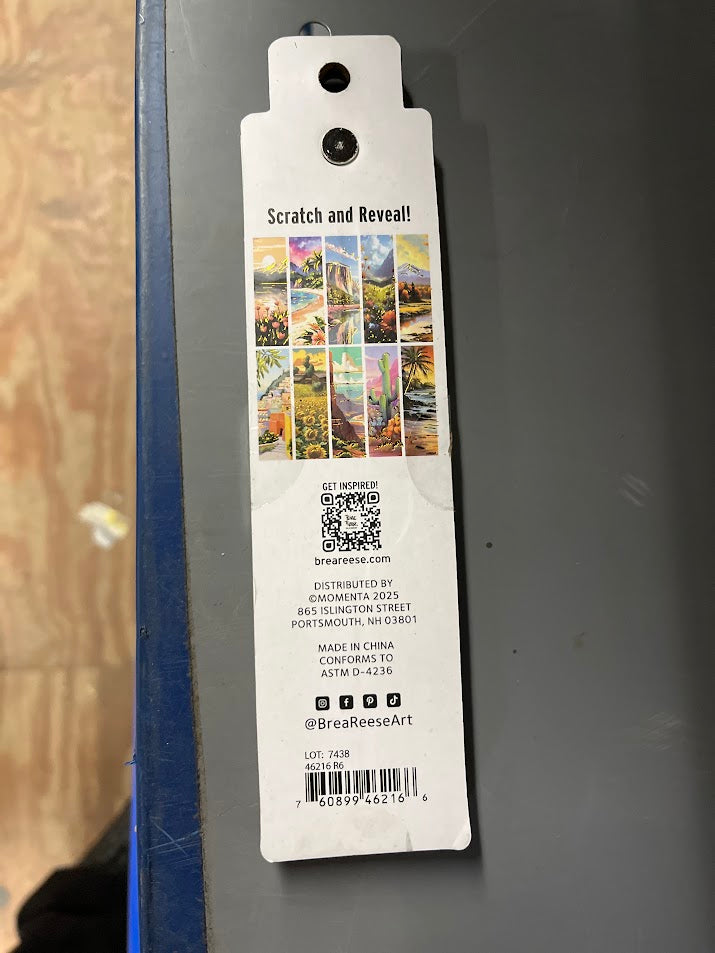 Scratch and Reveal!
GET INSPIRED!
breareese.com
DISTRIBUTED BY
©MOMENTA 2025
865 ISLINGTON STREET
PORTSMOUTH, NH 03801
MADE IN CHINA
CONFORMS TO
ASTM D-4236
@BreaReeseArt
LOT: 7438
46216 R6
7 60899 46216 6